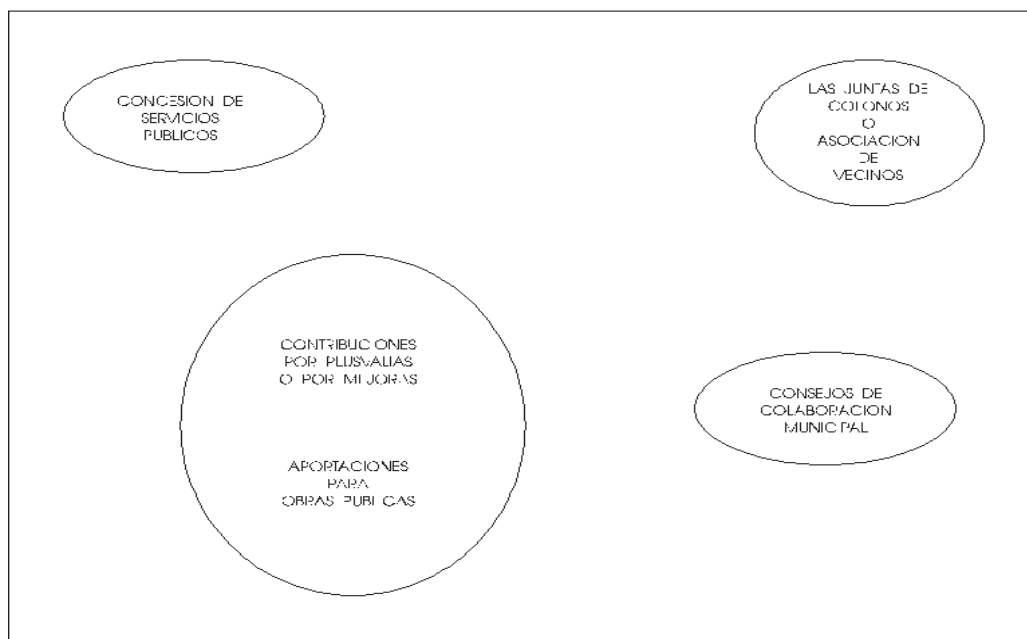 CONCESION DE
SERVICIOS
PUBLICOS
LAS JUNTAS DE
COLONOS
O
ASOCIACION
DE
VECINOS
CONTRIBUCIONES
POR PLUSVALIAS
O POR MEJORAS
APORTACIONES
PARA
OBRAS PUBLICAS
CONSEJOS DE
COLABORACION
MUNICIPAL